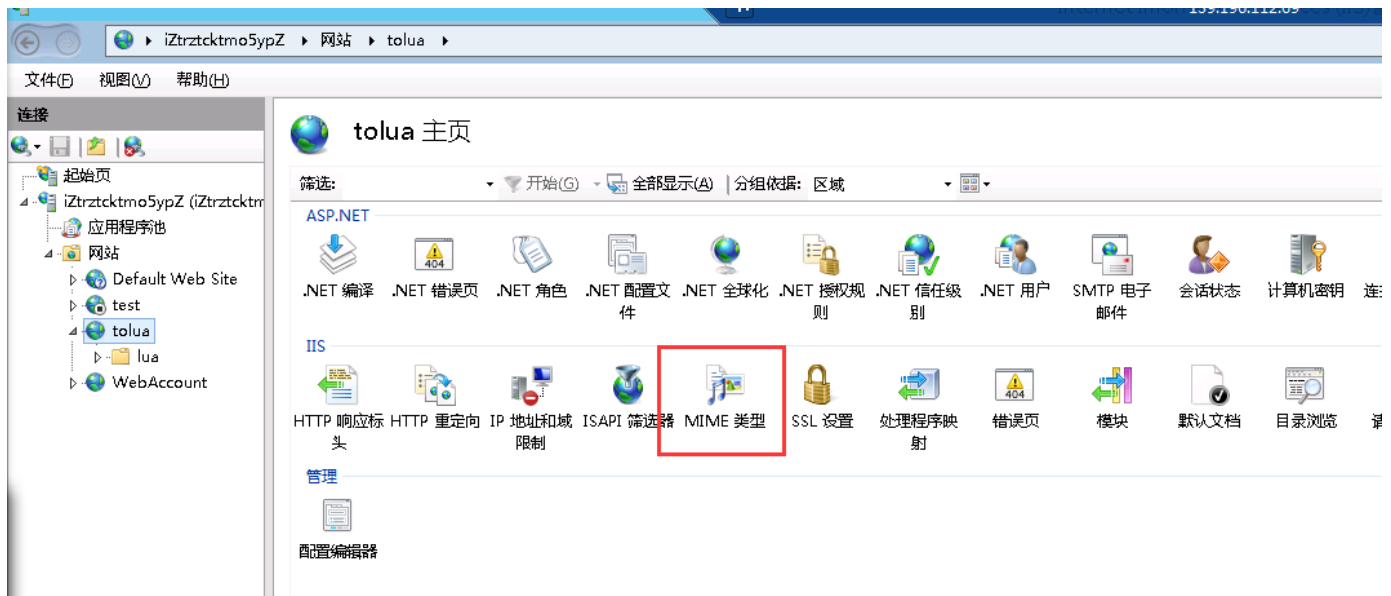 iZtrztcktmo5ypZ 网站 tolua
文件(F) 视图(V) 帮助(H)
连接
起始页
iZtrztcktmo5ypZ (iZtrztcktm
应用程序池
网站
Default Web Site
test
tolua
lua
WebAccount
tolua 主页
筛选: 开始(G) 全部显示(A) 分组依据: 区域
ASP.NET
.NET 编译 .NET 错误页 .NET 角色 .NET 配置文件 .NET 全球化 .NET 授权规则 .NET 信任级别 .NET 用户 SMTP 电子邮件 会话状态 计算机密钥
IIS
HTTP 响应标头 HTTP 重定向 IP 地址和域限制 ISAPI 筛选器 MIME 类型 SSL 设置 处理程序映射 错误页 模块 默认文档 目录浏览
管理
配置编辑器